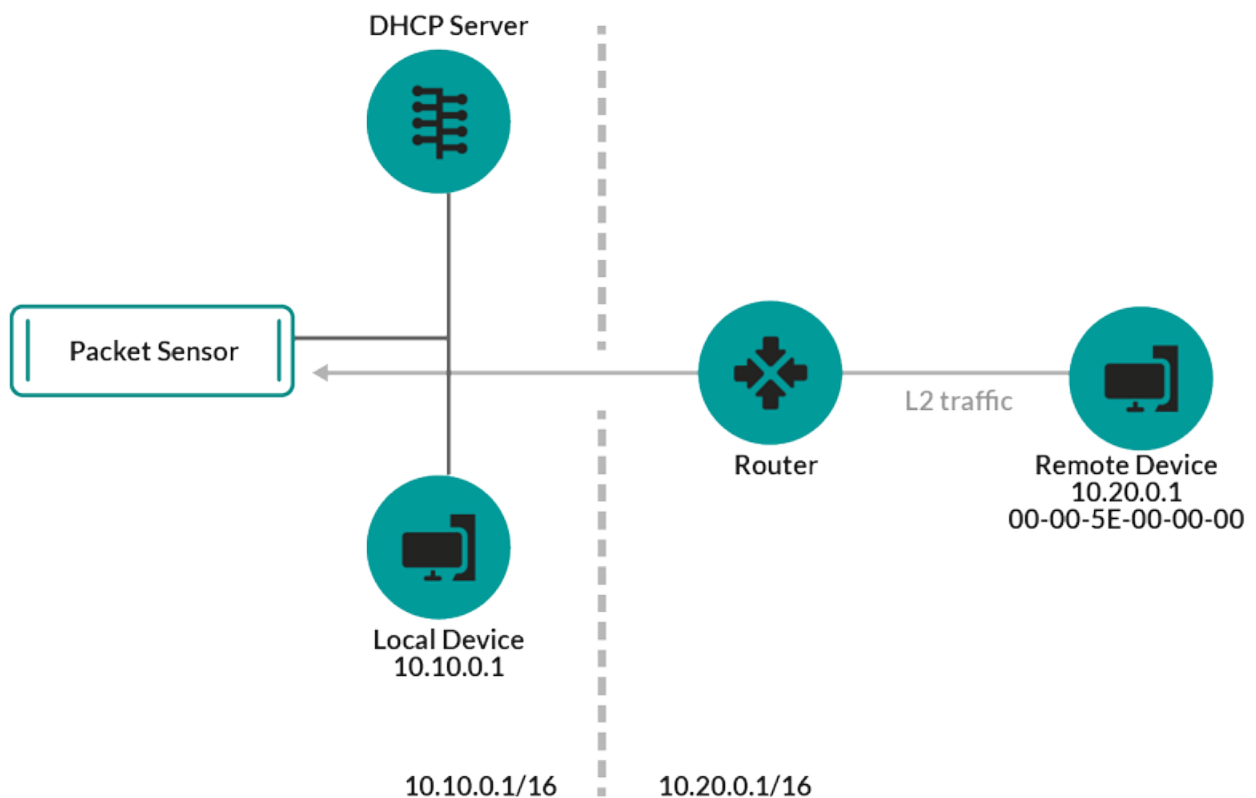 DHCP Server
Packet Sensor
L2 traffic
Router
Remote Device
10.20.0.1
00-00-5E-00-00-00
Local Device
10.10.0.1
10.10.0.1/16
10.20.0.1/16